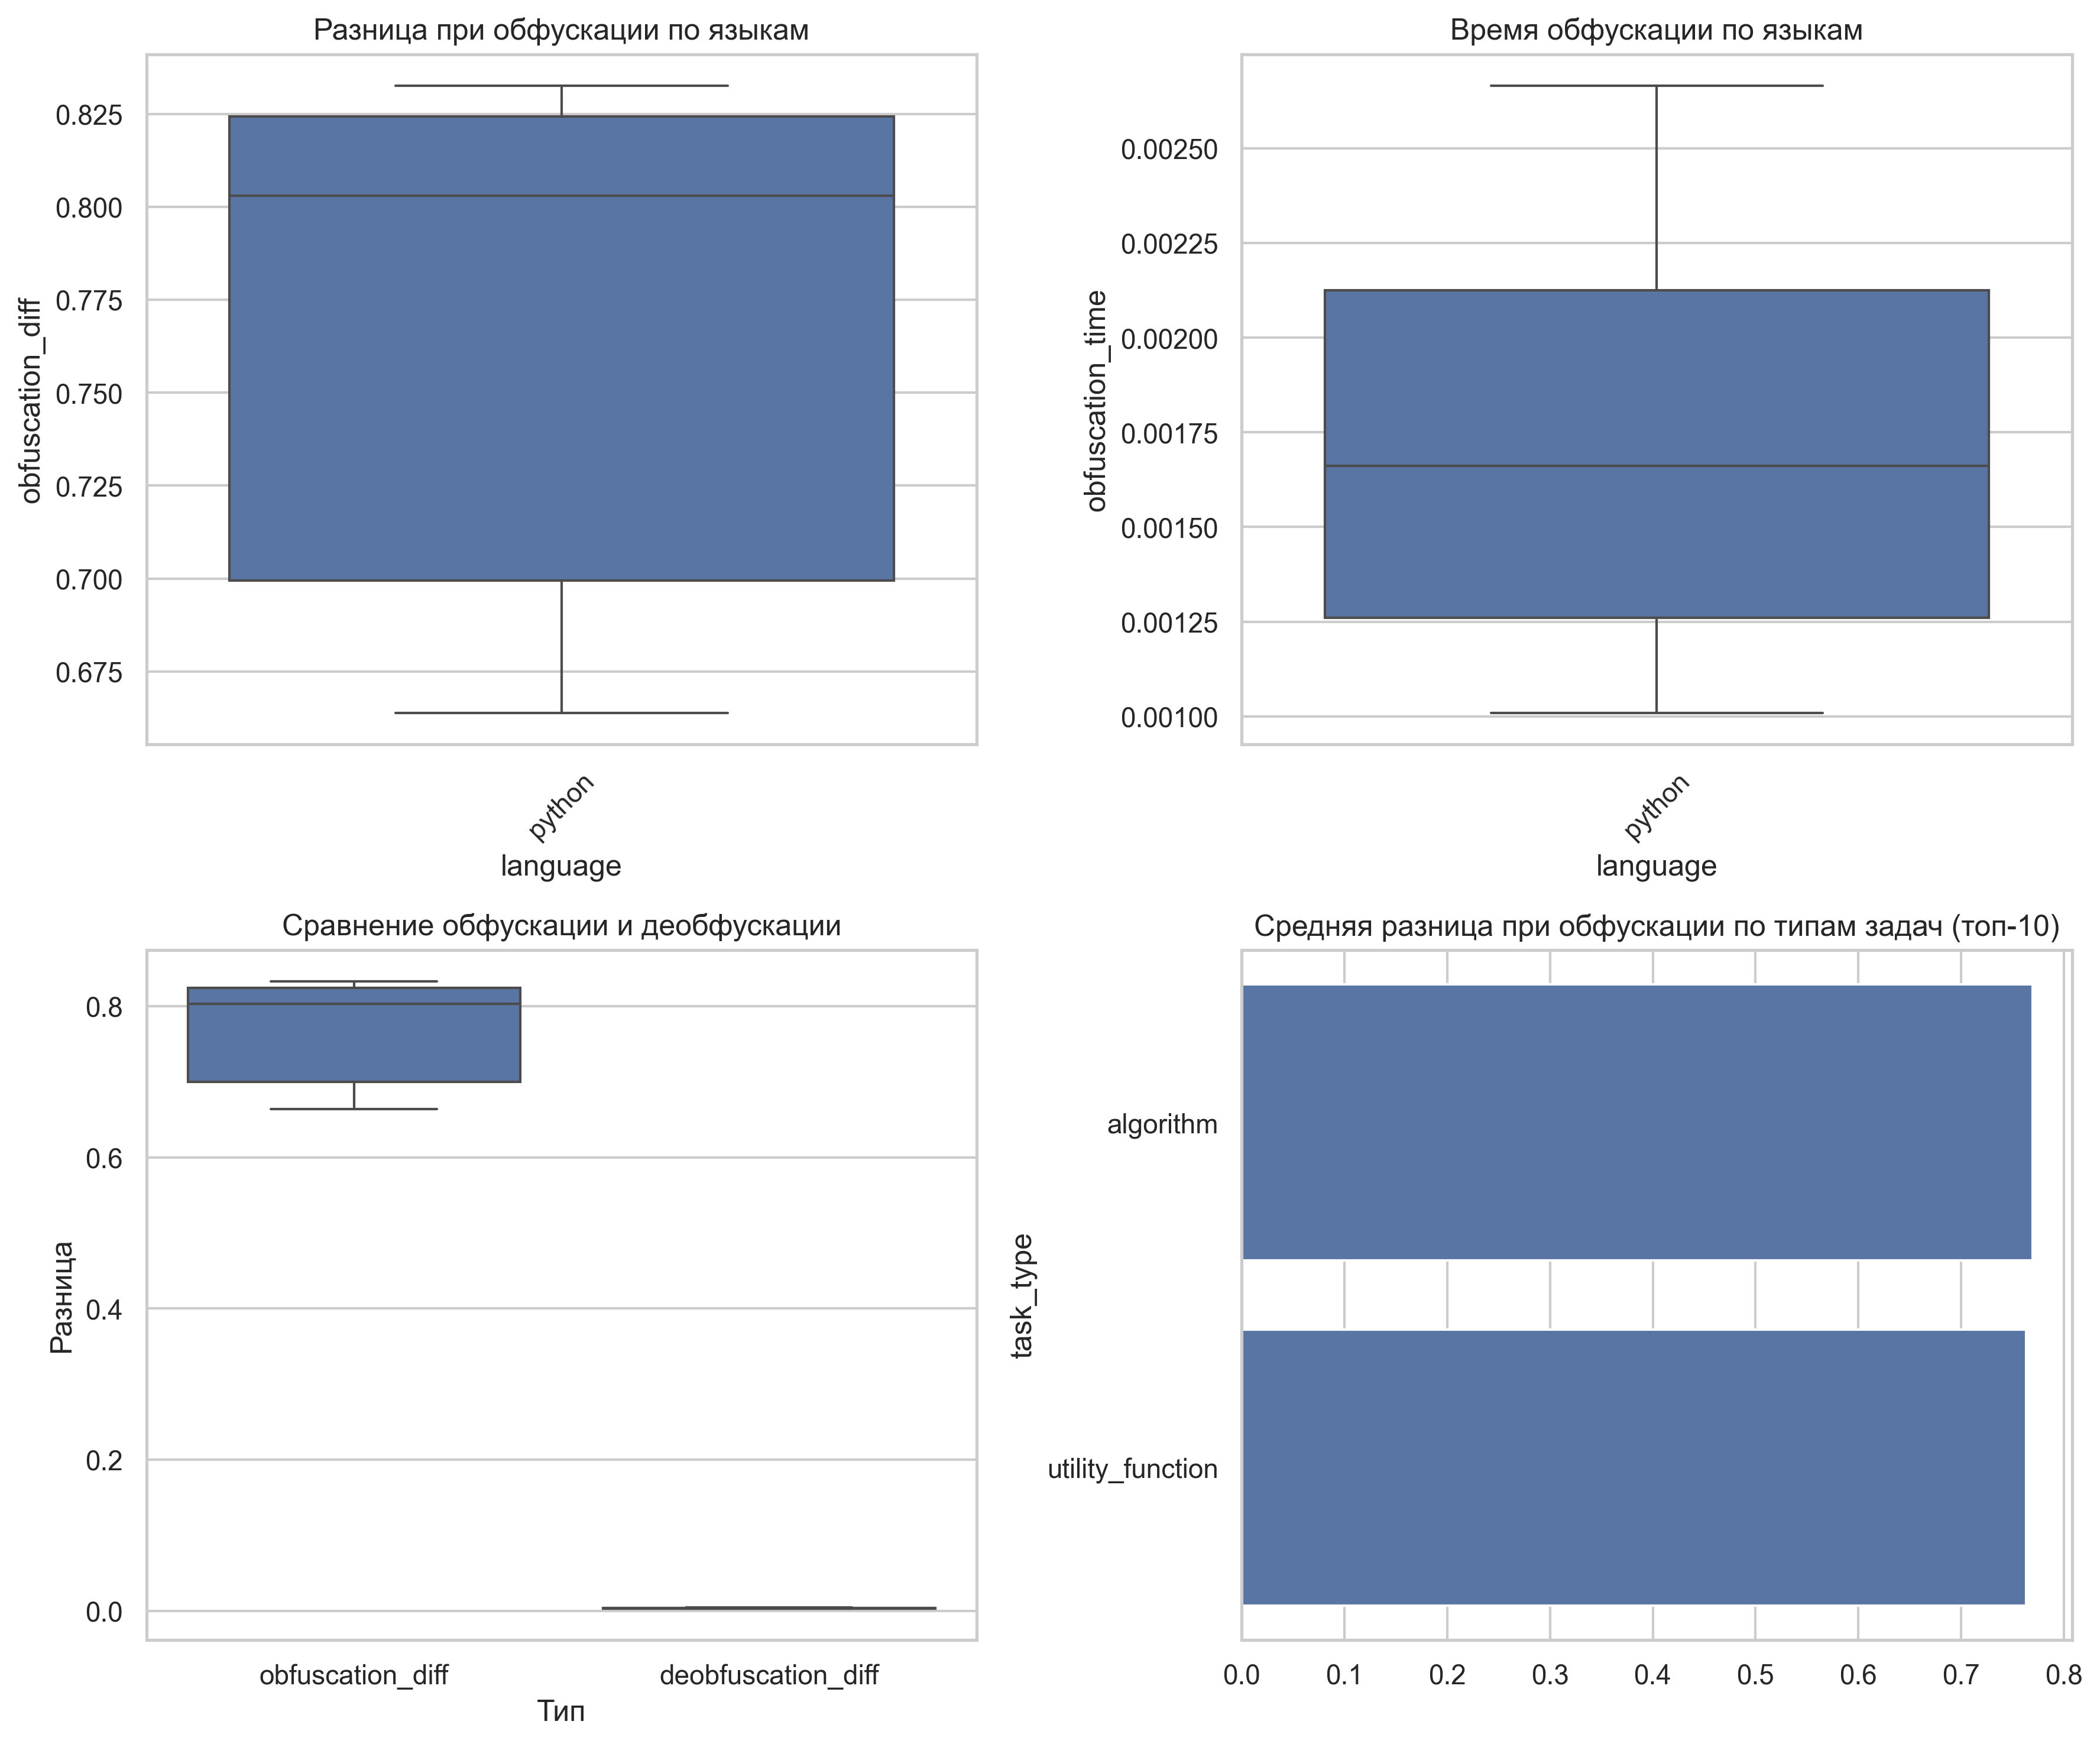 Разница при обфускации по языкам
0.825
0.800
0.775
0.750
0.725
0.700
0.675
obfuscation_diff
python
language
Время обфускации по языкам
0.00250
0.00225
0.00200
0.00175
0.00150
0.00125
0.00100
obfuscation_time
python
language
Сравнение обфускации и деобфускации
0.8
0.6
0.4
0.2
0.0
Разница
obfuscation_diff deobfuscation_diff
Тип
Средняя разница при обфускации по типам задач (топ-10)
algorithm
utility_function
task_type
0.0 0.1 0.2 0.3 0.4 0.5 0.6 0.7 0.8